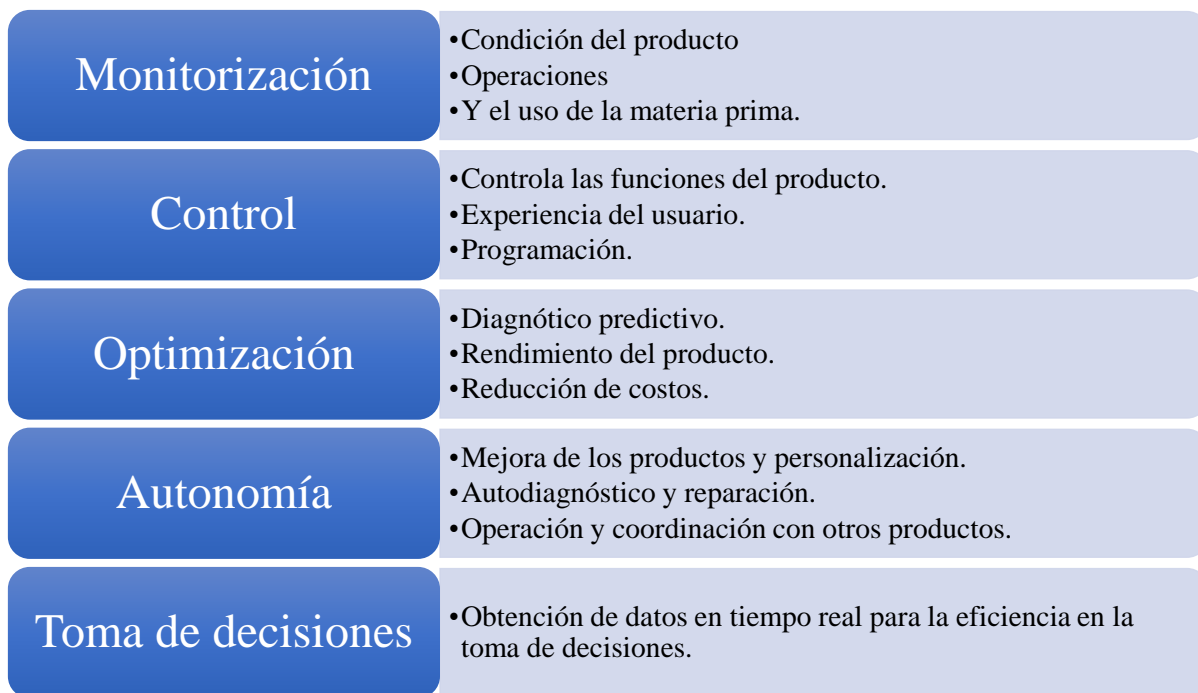 Monitorización
•Condición del producto
•Operaciones
•Y el uso de la materia prima.
Control
•Controla las funciones del producto.
•Experiencia del usuario.
•Programación.
Optimización
•Diagnótico predictivo.
•Rendimiento del producto.
•Reducción de costos.
Autonomía
•Mejora de los productos y personalización.
•Autodiagnóstico y reparación.
•Operación y coordinación con otros productos.
Toma de decisiones
•Obtención de datos en tiempo real para la eficiencia en la
toma de decisiones.